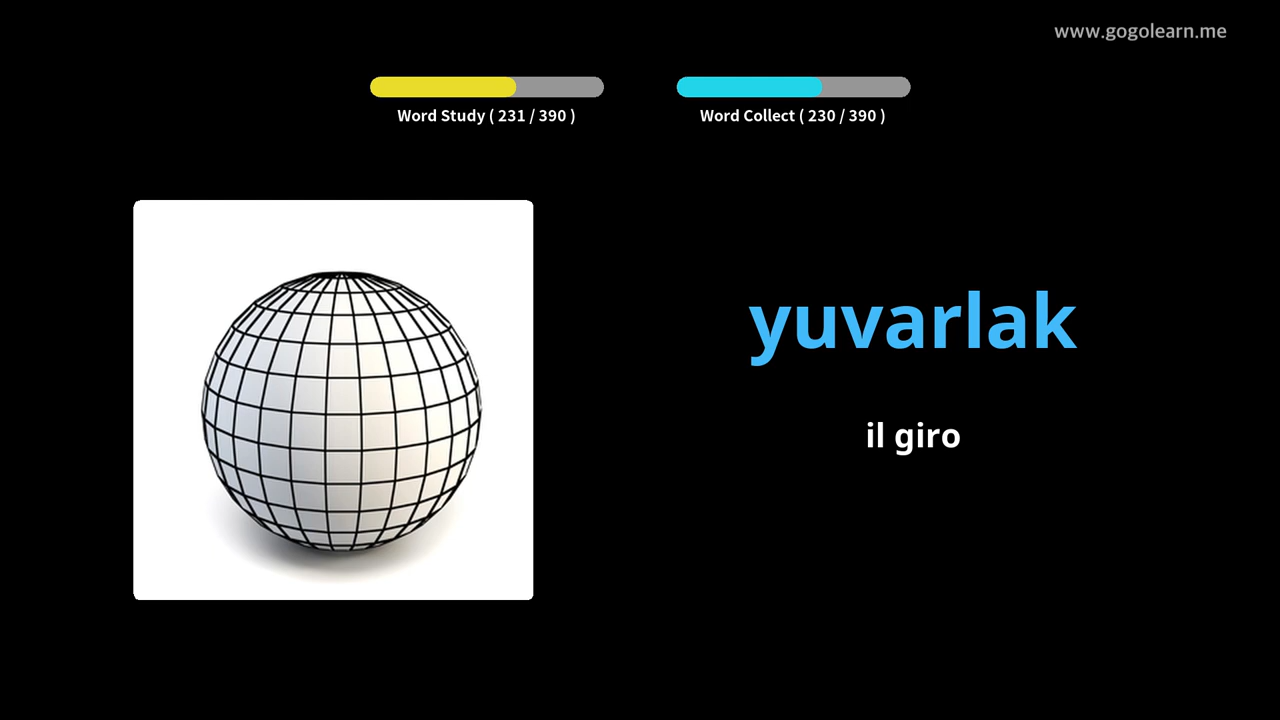 www.gogolearn.me
Word Study ( 231 / 390 )
Word Collect ( 230 / 390 )
yuvarlak
il giro